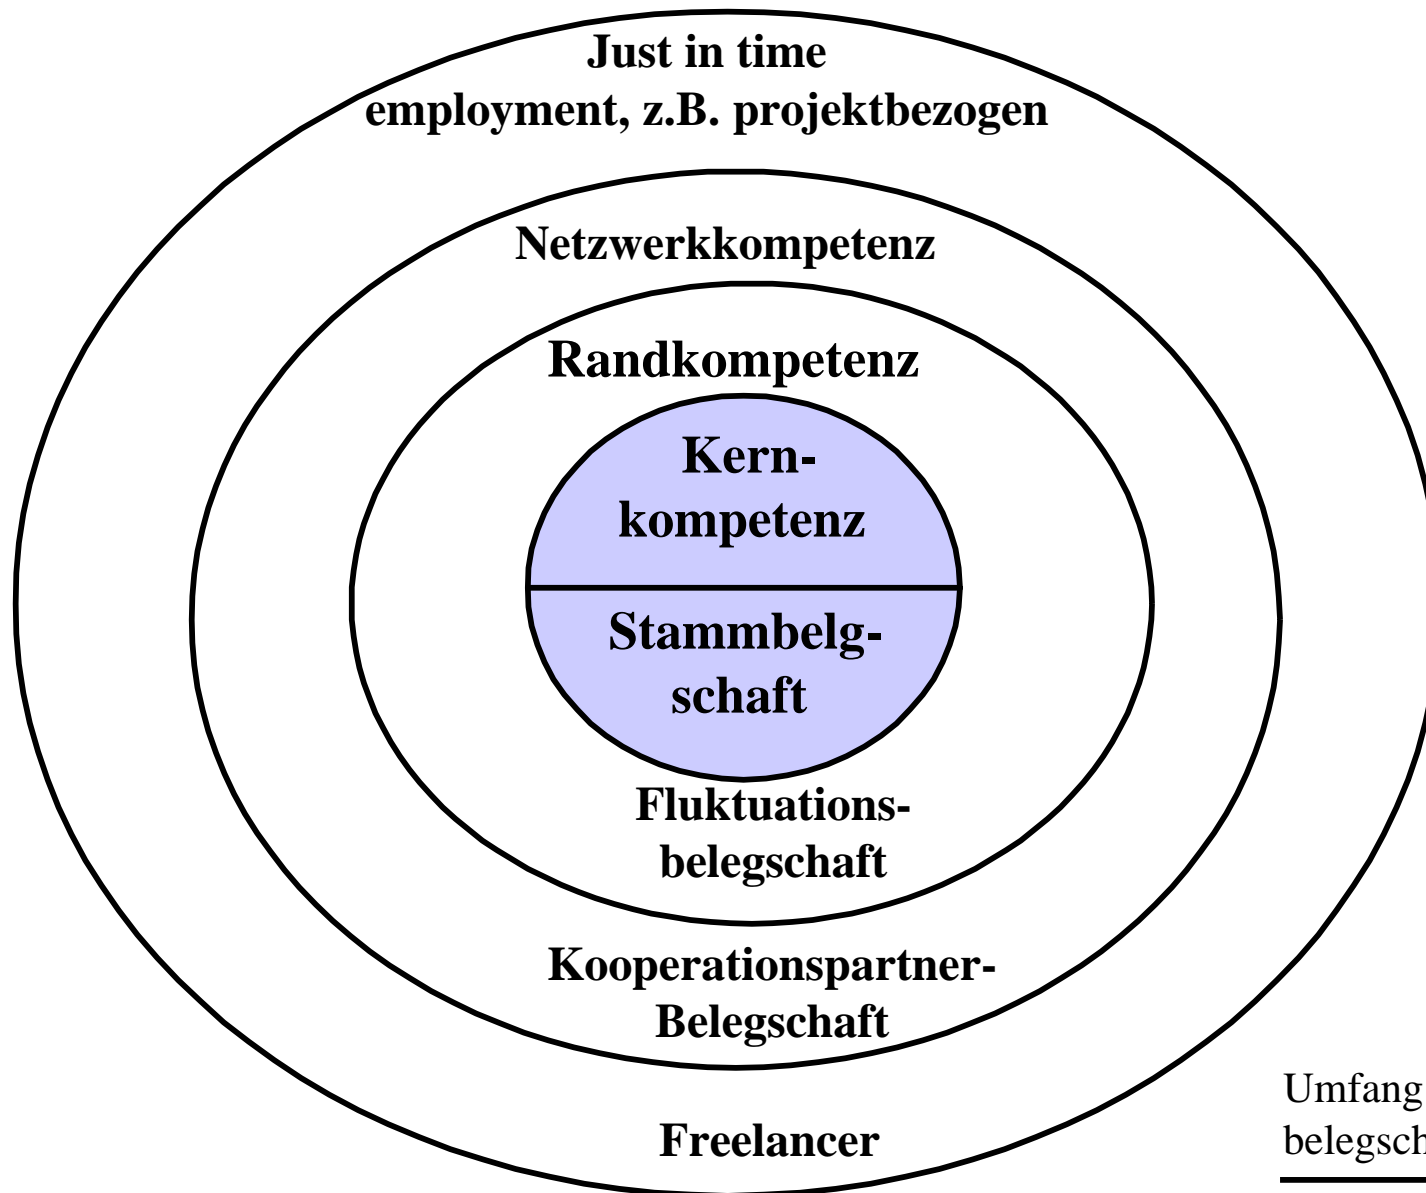 Just in time
employment, z.B. projektbezogen
Netzwerkkompetenz
Randkompetenz
Kern-
kompetenz
Stammbelg-
schaft
Fluktuations-
belegschaft
Kooperationspartner-
Belegschaft
Freelancer
Umfang